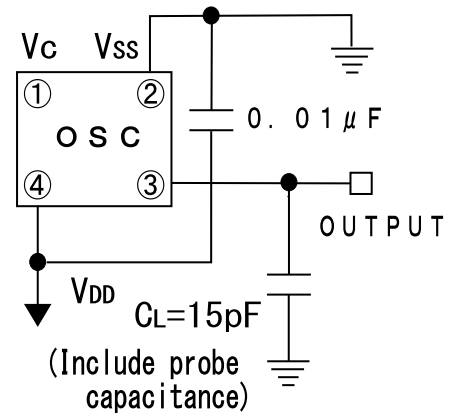 Vc Vss
① ②
0.01μF
OSC
④ ③
OUTPUT
VDD
CL=15pF
(Include probe
capacitance)